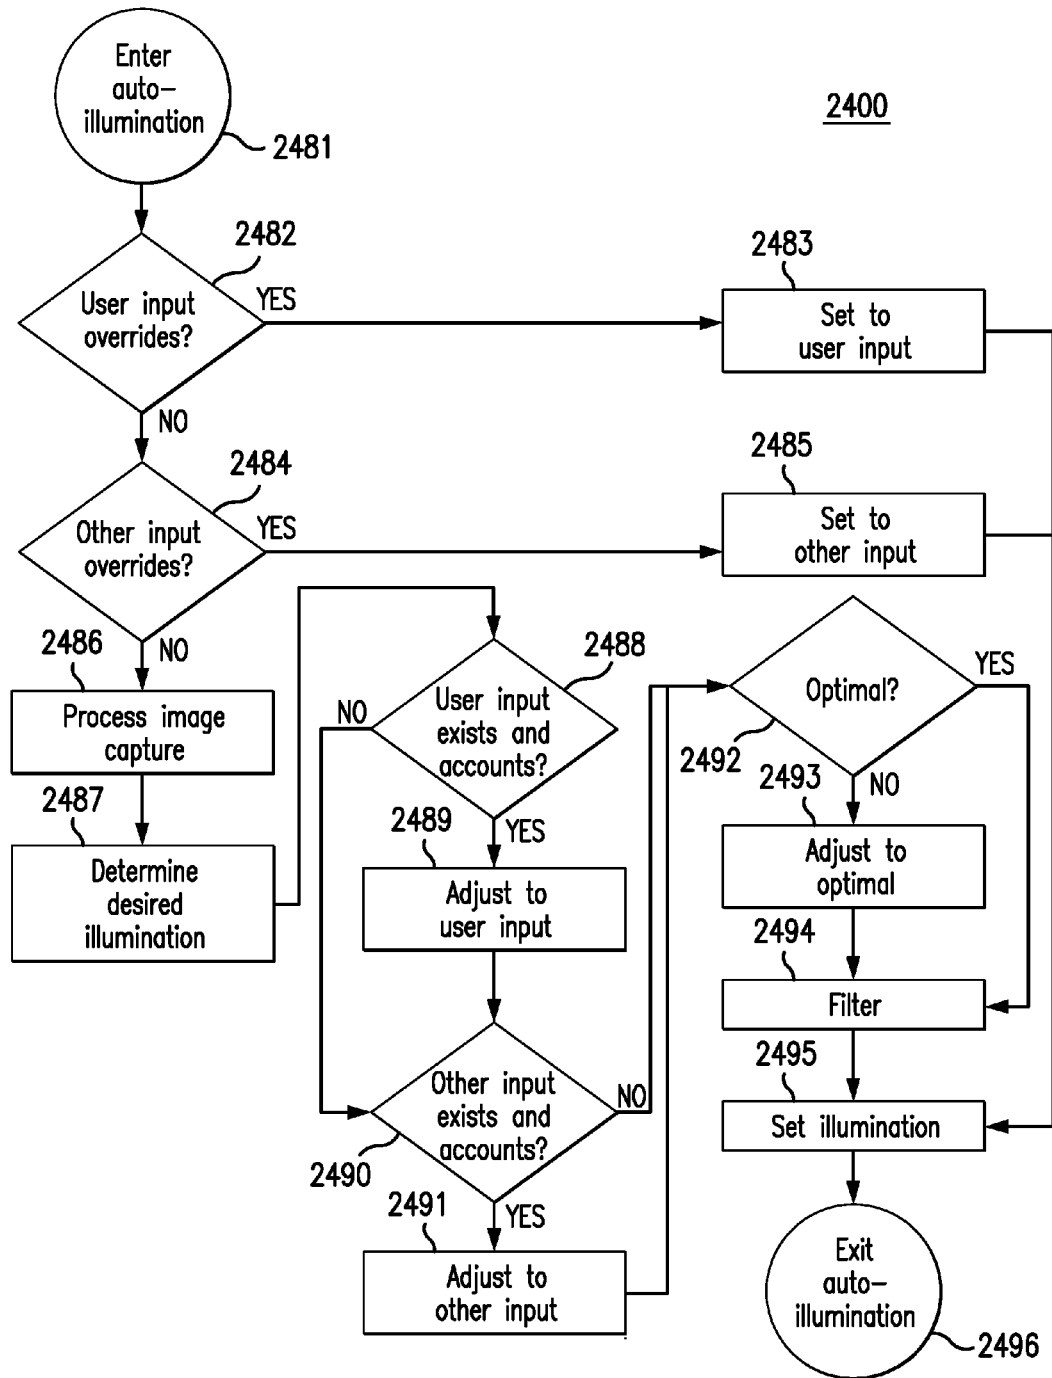 Enter
auto-
illumination
2481
2400
2482
User input
overrides?
YES
NO
2483
Set to
user input
2484
Other input
overrides?
YES
NO
2485
Set to
other input
2486
Process image
capture
2487
Determine
desired
illumination
2488
User input
exists and
accounts?
NO
YES
2489
Adjust to
user input
Other input
exists and
accounts?
NO
2490
YES
2491
Adjust to
other input
Optimal?
YES
2492
NO
2493
Adjust to
optimal
2494
Filter
2495
Set illumination
Exit
auto-
illumination
2496